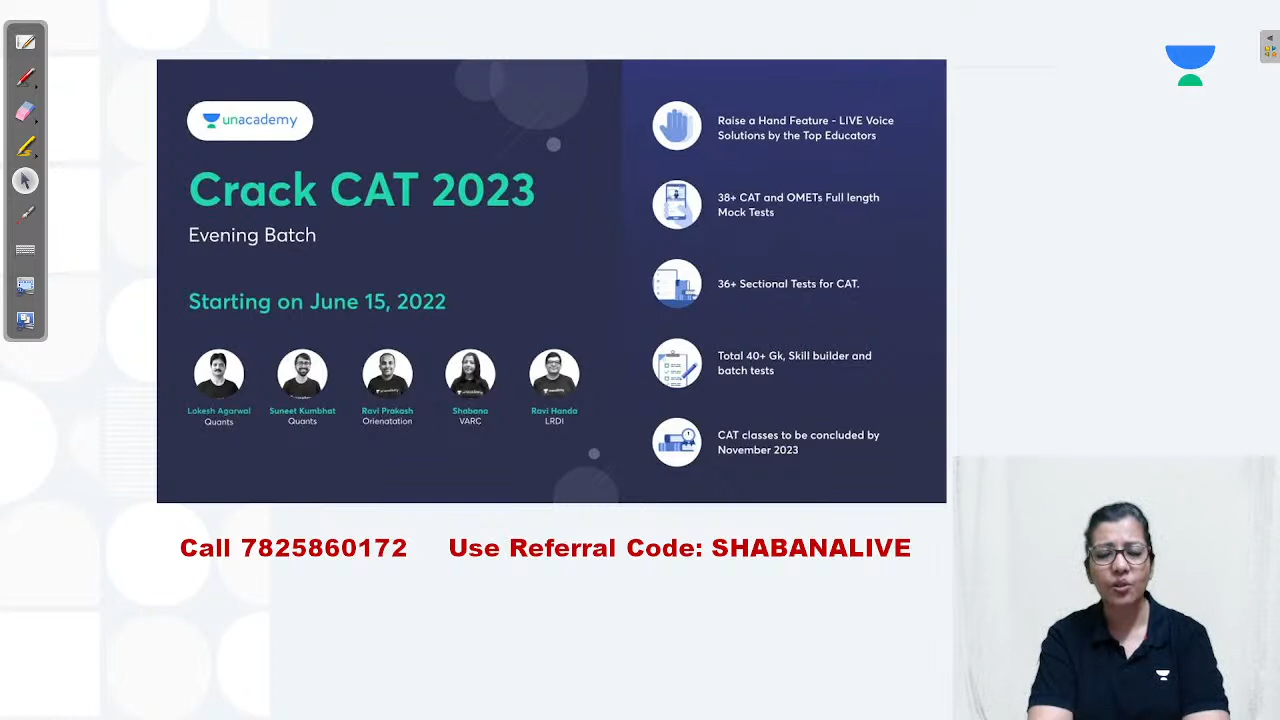 unacademy
Crack CAT 2023
Evening Batch
Starting on June 15, 2022
Lokesh Agarwal
Quants
Suneet Kumbhat
Quants
Ravi Prakash
Orienatation
Shabana
VARC
Ravi Handa
LRDI
Raise a Hand Feature - LIVE Voice
Solutions by the Top Educators
38+ CAT and OMETs Full length
Mock Tests
36+ Sectional Tests for CAT.
Total 40+ Gk, Skill builder and
batch tests
CAT classes to be concluded by
November 2023
Call 7825860172 Use Referral Code: SHABANALIVE